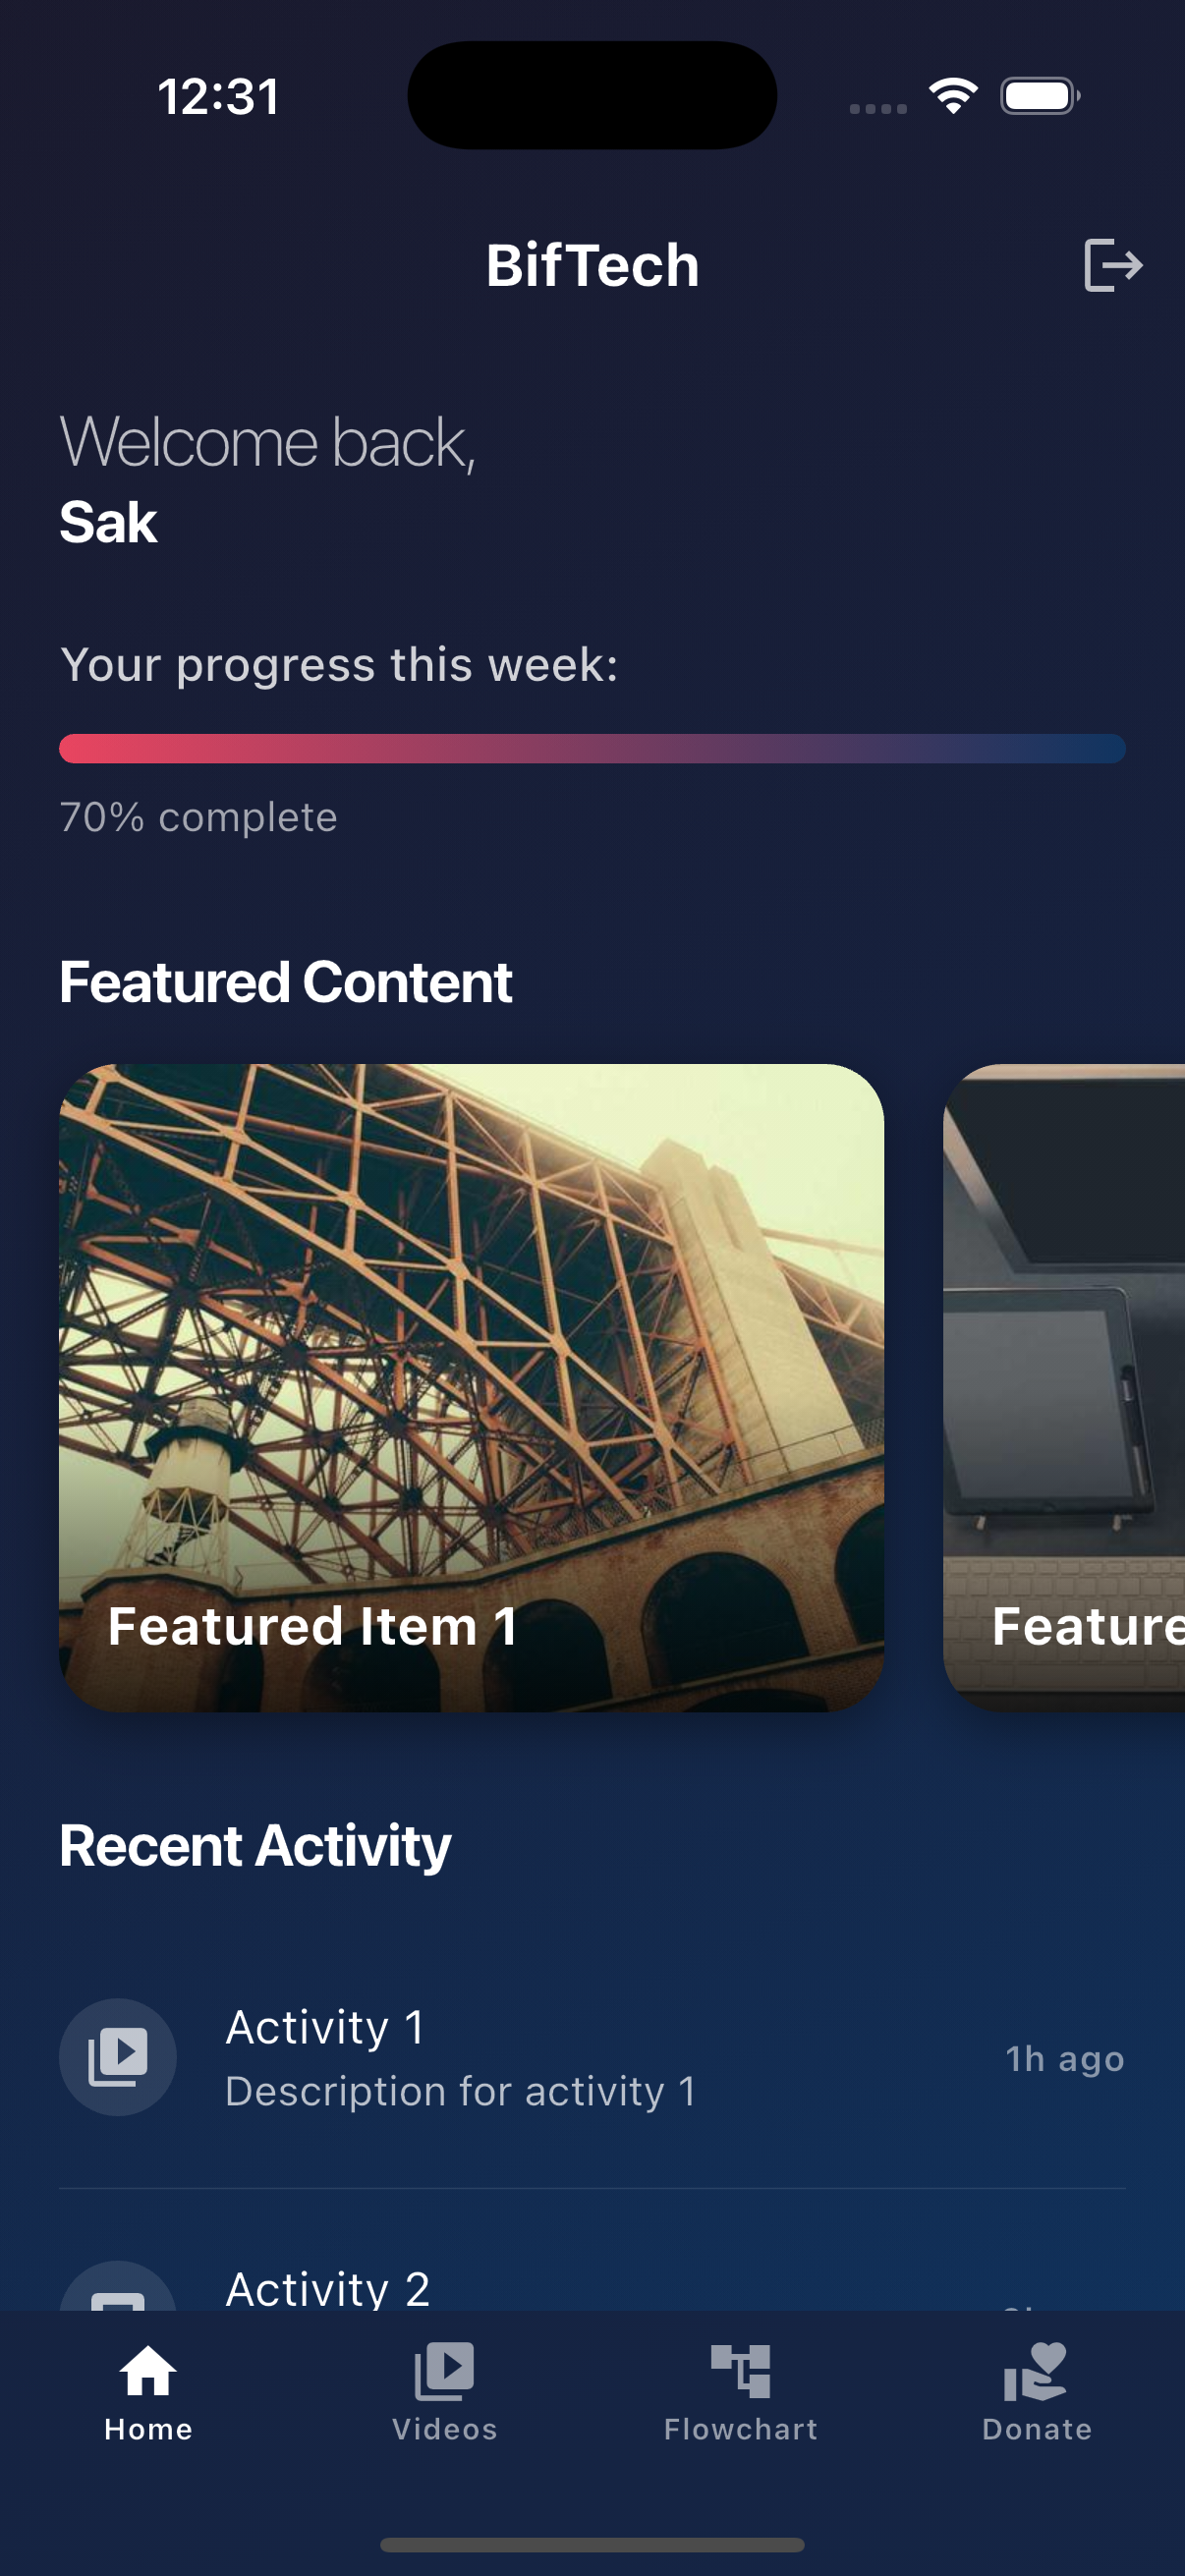 12:31
BifTech
Welcome back,
Sak
Your progress this week:
70% complete
Featured Content
Featured Item 1
Feature
Recent Activity
Activity 1
Description for activity 1
1h ago
Activity 2
Home
Videos
Flowchart
Donate